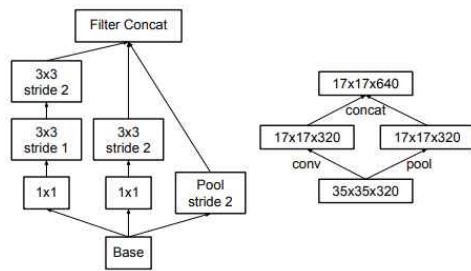 Filter Concat
3x3
stride 2
3x3
stride 1
3x3
stride 2
1x1
1x1
Pool
stride 2
Base
17x17x640
concat
17x17x320
17x17x320
conv
pool
35x35x320